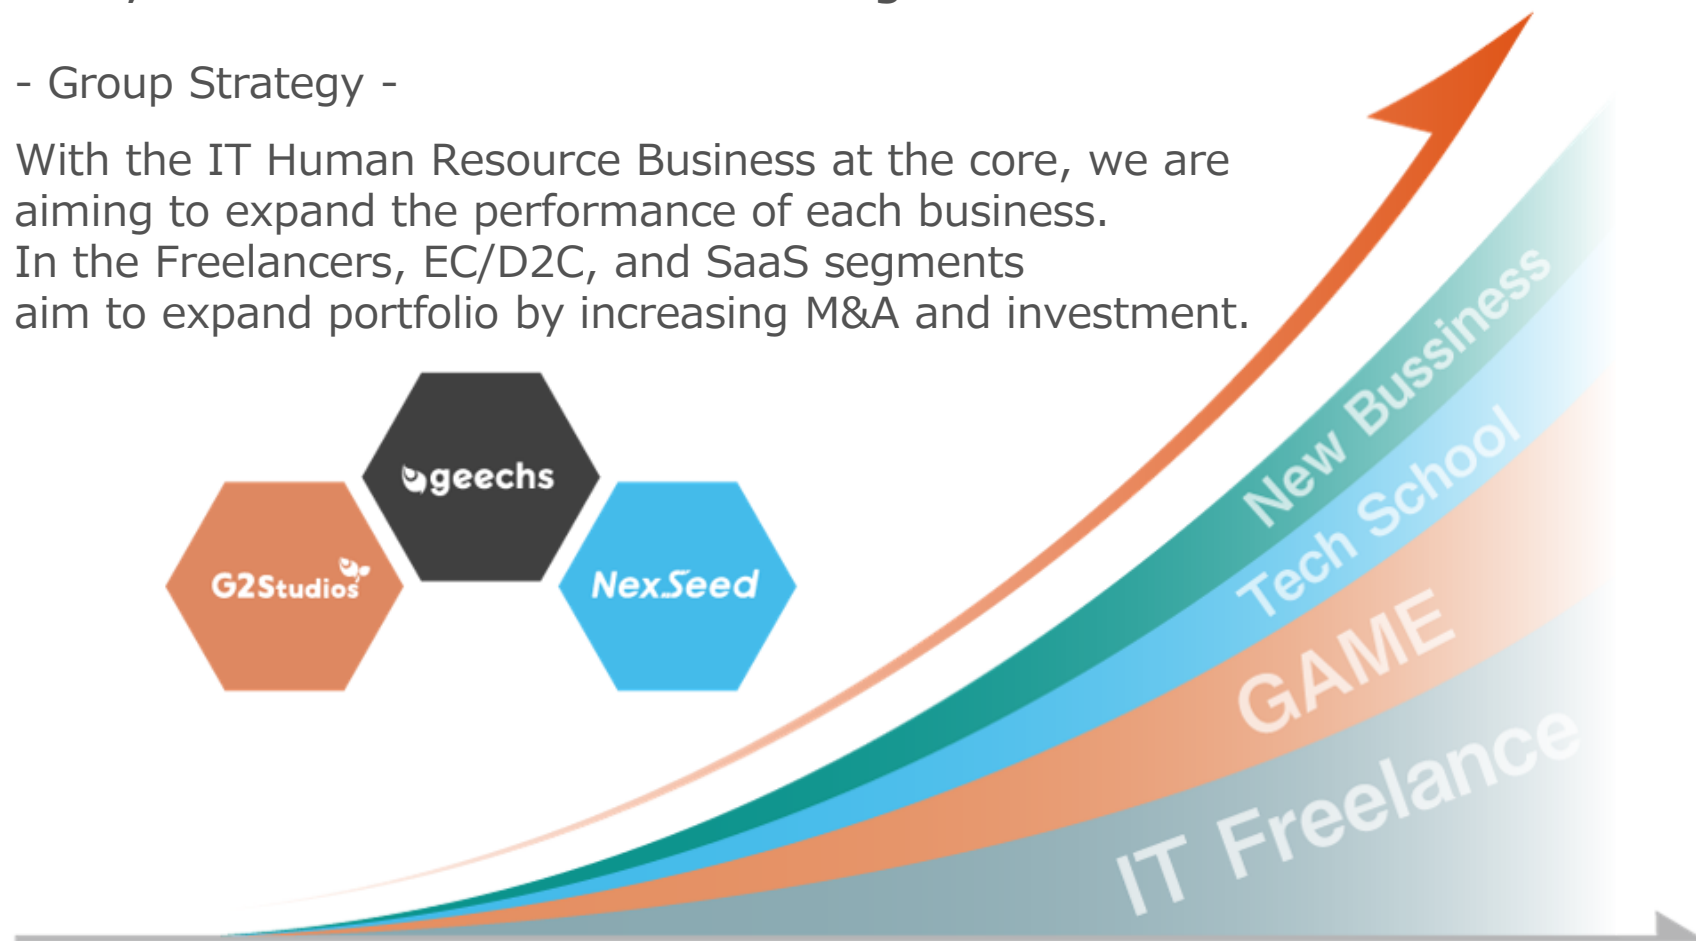 - Group Strategy -
With the IT Human Resource Business at the core, we are
aiming to expand the performance of each business.
In the Freelancers, EC/D2C, and SaaS segments
aim to expand portfolio by increasing M&A and investment.
geechs
G2Studios
NexSeed
New Bussiness
Tech School
GAME
IT Freelance